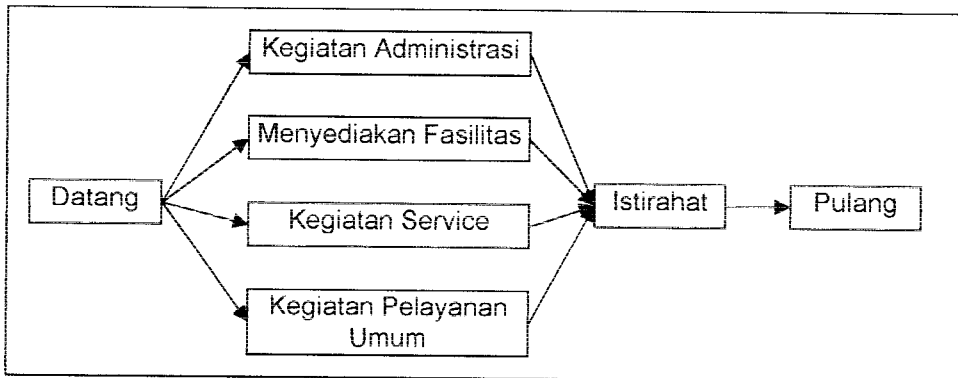 Datang
Kegiatan Administrasi
Menyediakan Fasilitas
Kegiatan Service
Kegiatan Pelayanan
Umum
Istirahat
Pulang